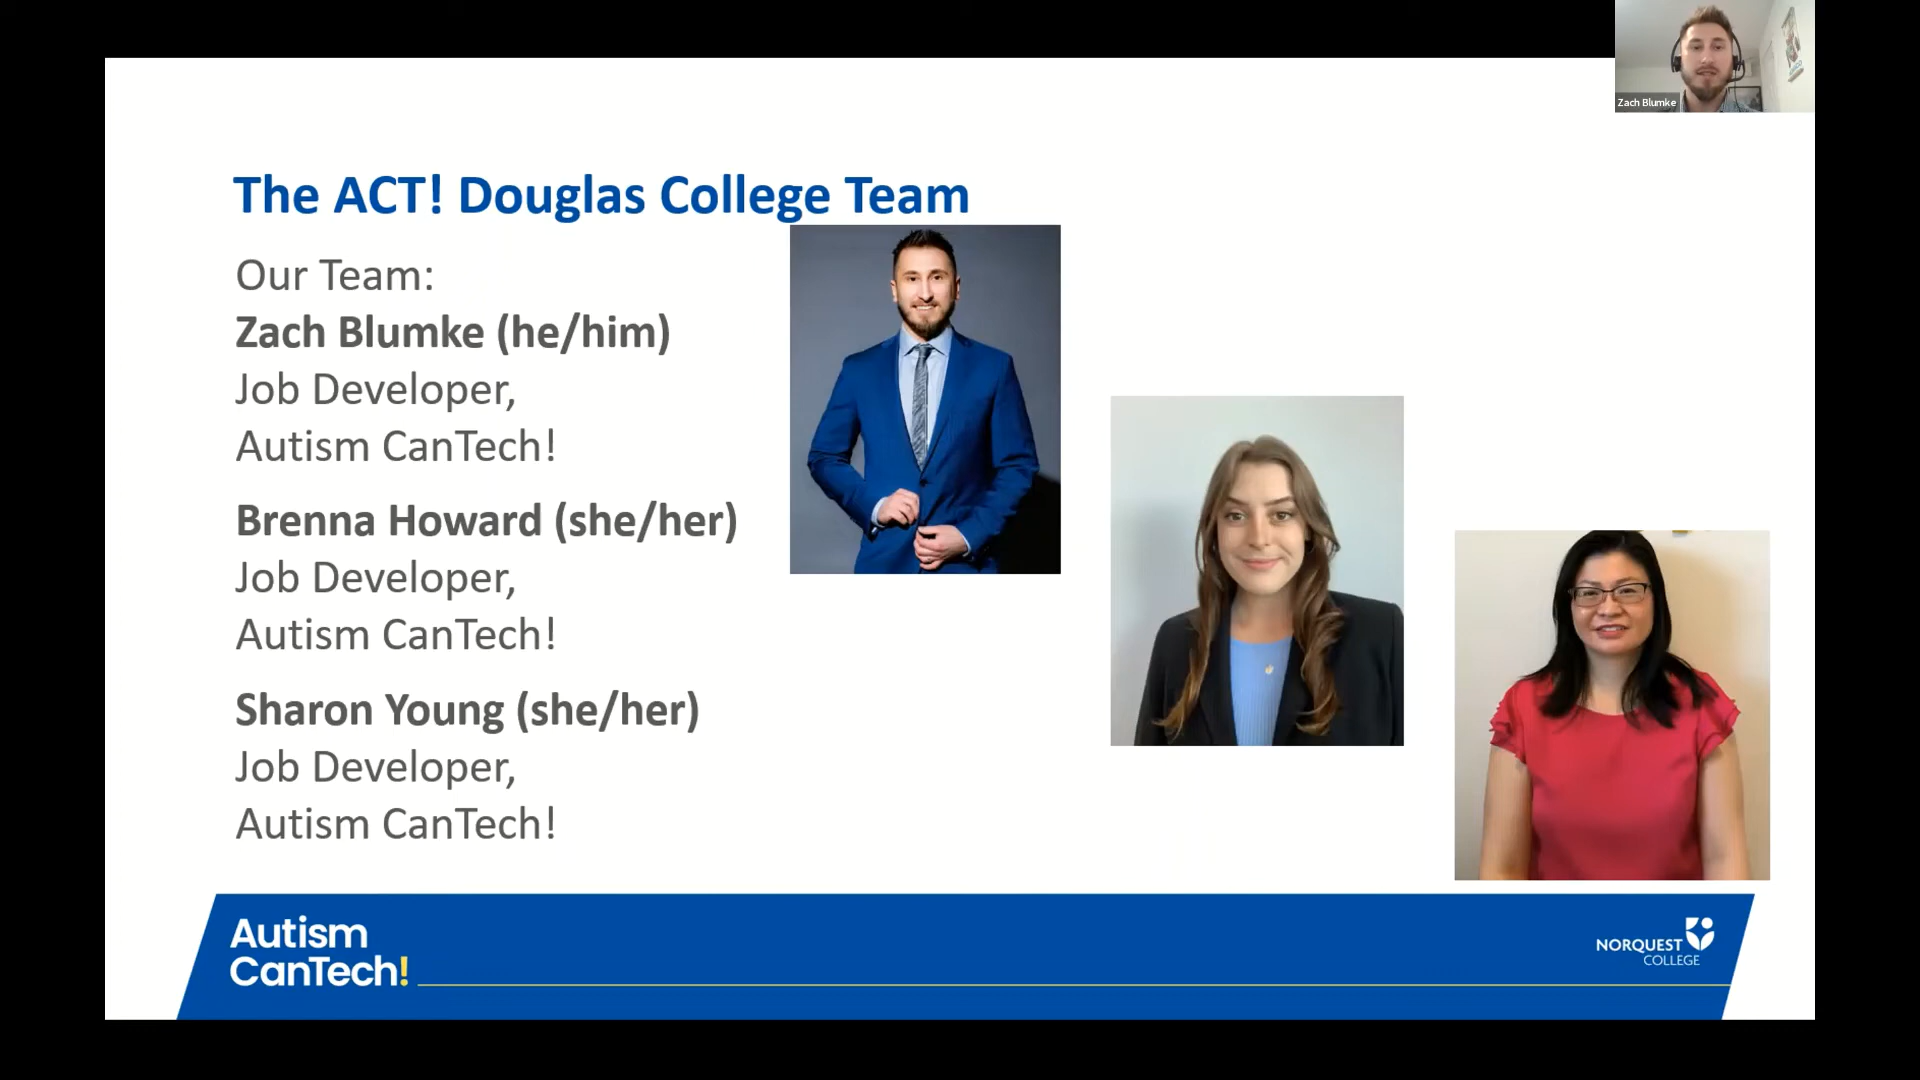 Zach Blumke
The ACT! Douglas College Team
Our Team:
Zach Blumke (he/him)
Job Developer,
Autism CanTech!
Brenna Howard (she/her)
Job Developer,
Autism CanTech!
Sharon Young (she/her)
Job Developer,
Autism CanTech!
Autism
CanTech!
NORQUEST
COLLEGE